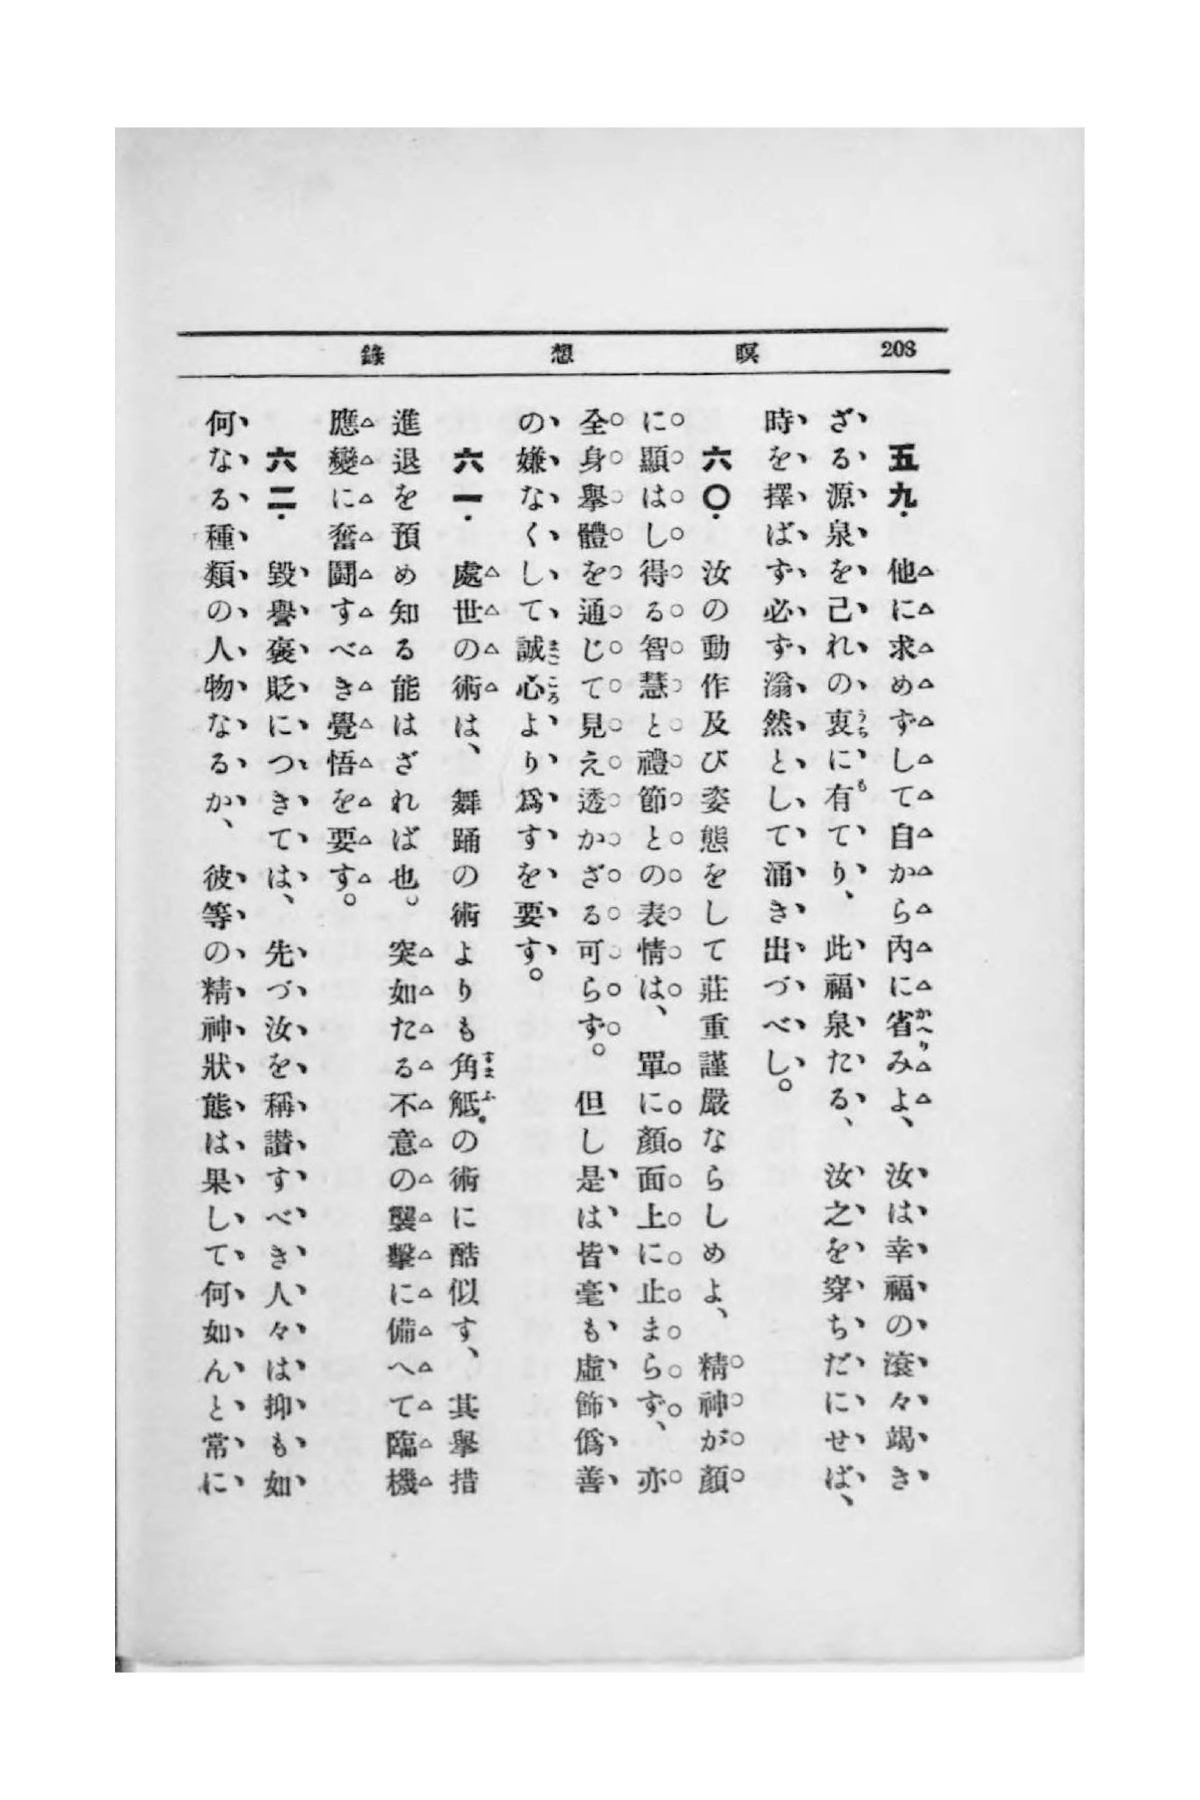 208 瞑想錄
五九. 他に求めずして自から內に省みよ、汝は幸福の滾々竭き
ざる源泉を己れの衷に有てり、此福泉たる、汝之を穿ちだにせば、
時を擇ばず必ず滃然として涌き出づべし。
六〇. 汝の動作及び姿態をして莊重謹嚴ならしめよ、精神が顏
に顯はし得る智慧と禮節との表情は、單に顏面上に止まらず、亦
全身擧體を通じて見え透かざる可らず。但し是は皆毫も虛飾僞善
の嫌なくして誠心より爲すを要す。
六一. 處世の術は、舞踊の術よりも角觝の術に酷似す、其擧措
進退を預め知る能はざれば也。突如たる不意の襲擊に備へて臨機
應變に奮鬪すべき覺悟を要す。
六二. 毀譽褒貶につきては、先づ汝を稱讃すべき人々は抑も如
何なる種類の人物なるか、彼等の精神狀態は果して何如んと常に